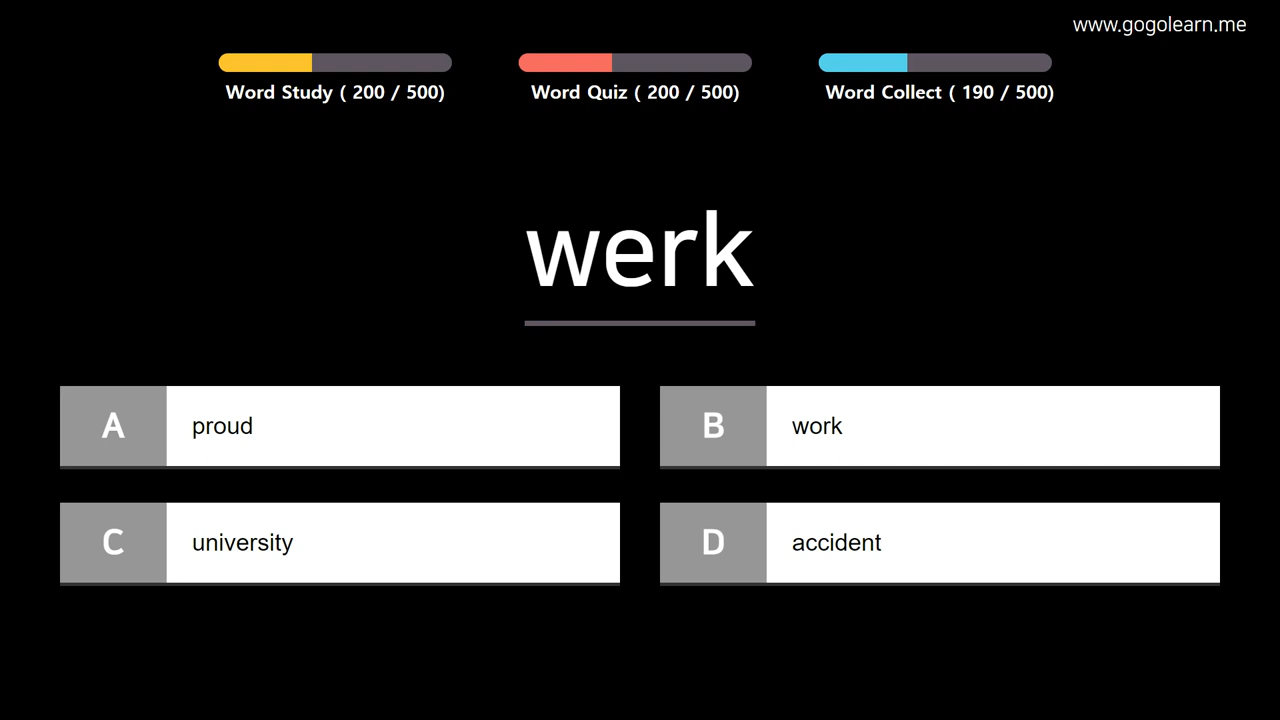 www.gogolearn.me
Word Study ( 200 / 500)
Word Quiz ( 200 / 500)
Word Collect ( 190 / 500)
werk
A proud
B work
C university
D accident